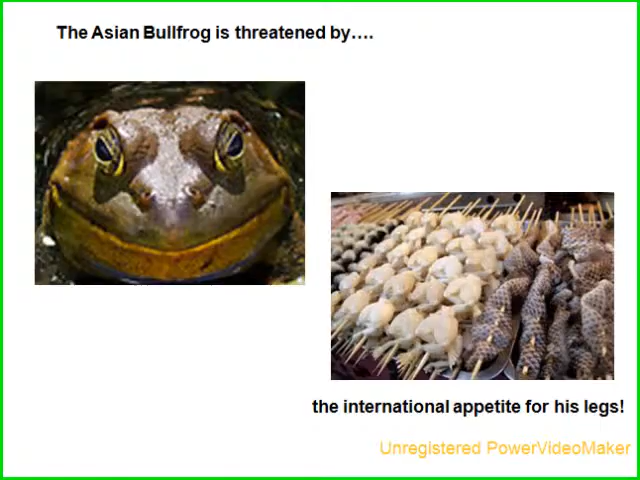 The Asian Bullfrog is threatened by….
the international appetite for his legs!
Unregistered PowerVideoMaker